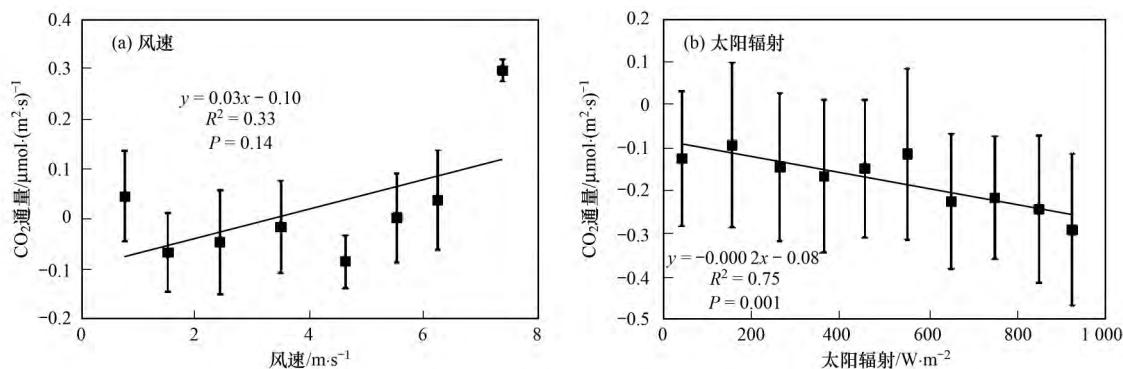 (a) 风速
y = 0.03x − 0.10
R² = 0.33
P = 0.14
0.4
0.3
0.2
0.1
0
−0.1
−0.2
CO₂通量/μmol·(m²·s)⁻¹
0 2 4 6 8
风速/m·s⁻¹
(b) 太阳辐射
y = −0.000 2x − 0.08
R² = 0.75
P = 0.001
0.2
0.1
0
−0.1
−0.2
−0.3
−0.4
−0.5
CO₂通量/μmol·(m²·s)⁻¹
0 200 400 600 800 1 000
太阳辐射/W·m⁻²